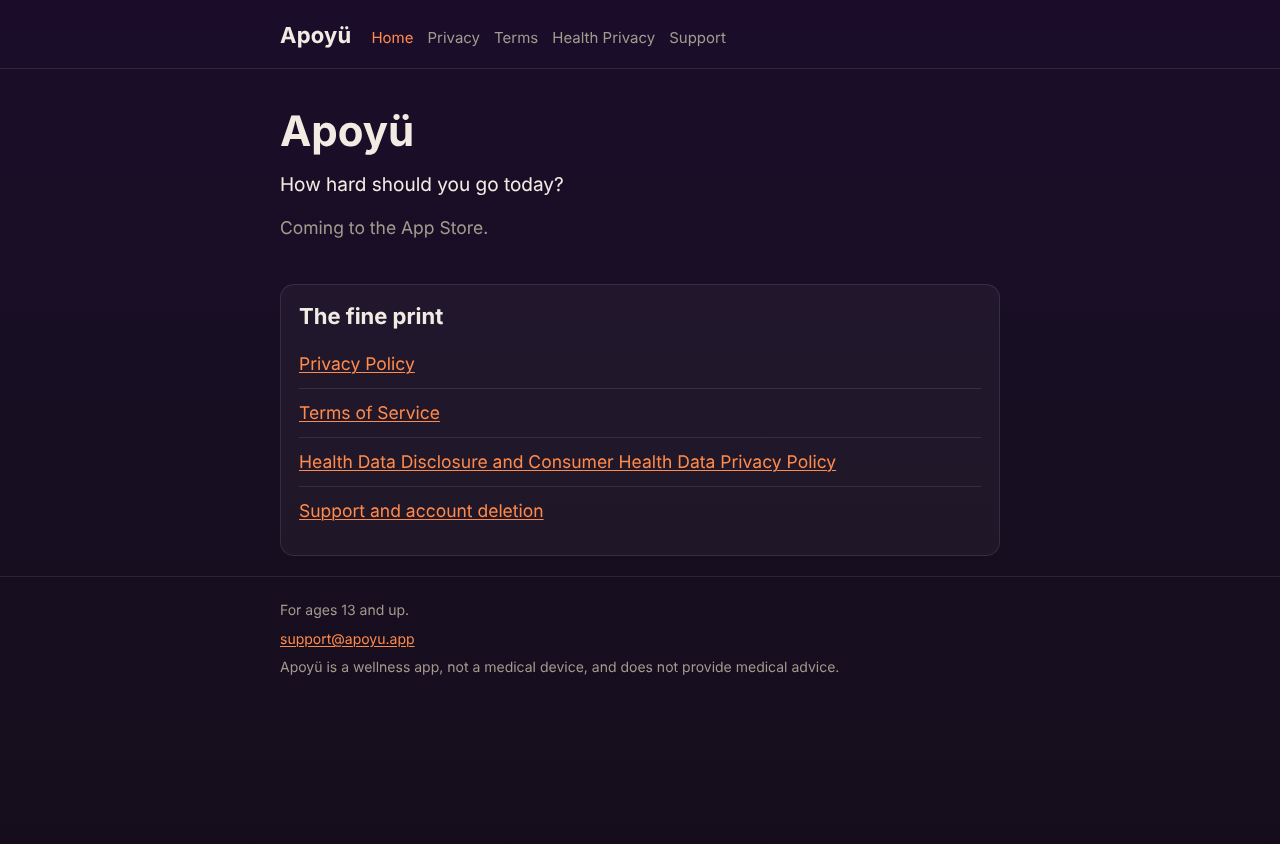 Apoyü Home Privacy Terms Health Privacy Support
Apoyü
How hard should you go today?
Coming to the App Store.
The fine print
Privacy Policy
Terms of Service
Health Data Disclosure and Consumer Health Data Privacy Policy
Support and account deletion
For ages 13 and up.
support@apoyu.app
Apoyü is a wellness app, not a medical device, and does not provide medical advice.